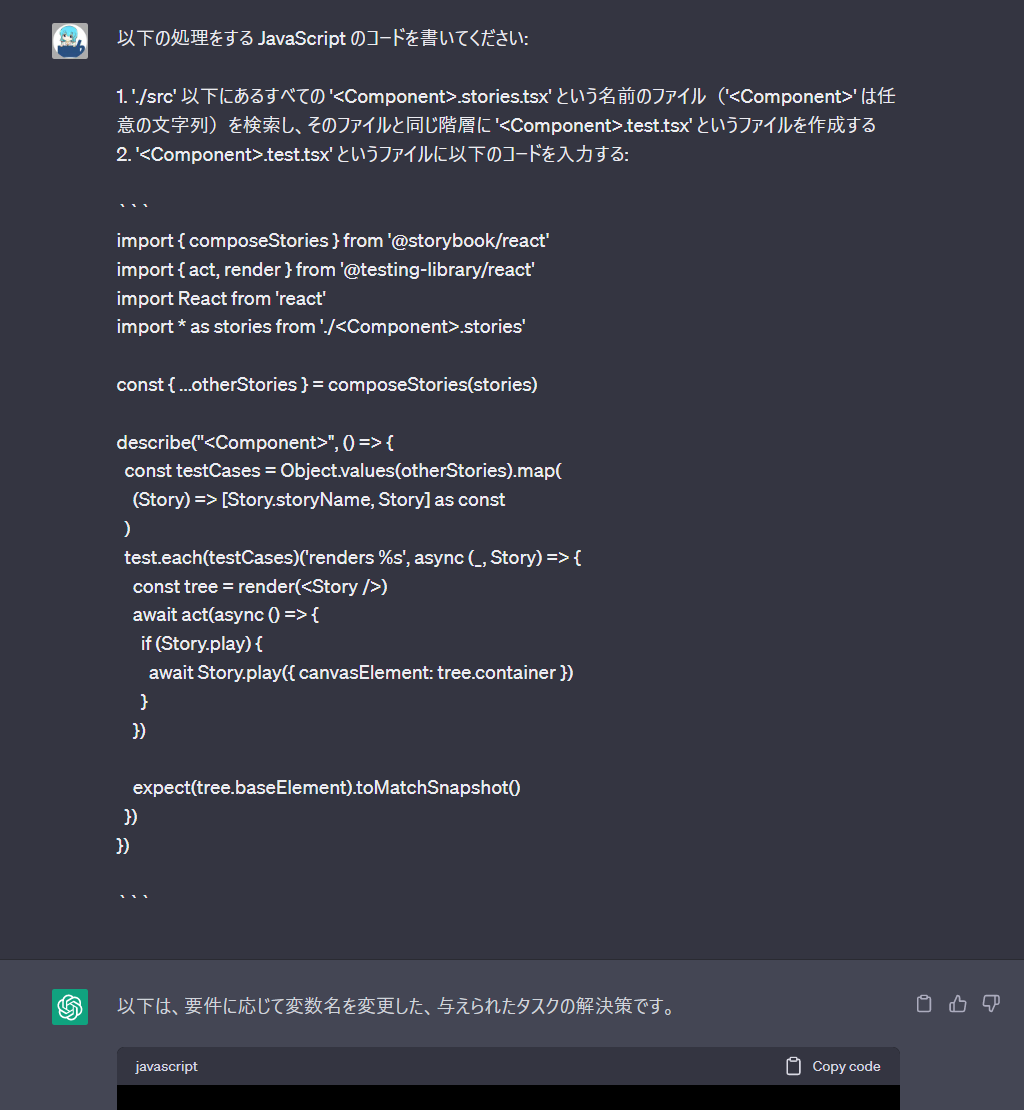 以下の処理をする JavaScript のコードを書いてください:
1. './src' 以下にあるすべての '<Component>.stories.tsx' という名前のファイル（'<Component>' は任
意の文字列）を検索し、そのファイルと同じ階層に '<Component>.test.tsx' というファイルを作成する
2. '<Component>.test.tsx' というファイルに以下のコードを入力する:
```
import { composeStories } from '@storybook/react'
import { act, render } from '@testing-library/react'
import React from 'react'
import * as stories from './<Component>.stories'
const { ...otherStories } = composeStories(stories)
describe("<Component>", () => {
const testCases = Object.values(otherStories).map(
(Story) => [Story.storyName, Story] as const
)
test.each(testCases)('renders %s', async (_, Story) => {
const tree = render(<Story />)
await act(async () => {
if (Story.play) {
await Story.play({ canvasElement: tree.container })
}
})
expect(tree.baseElement).toMatchSnapshot()
})
})
```
以下は、要件に応じて変数名を変更した、与えられたタスクの解決策です。
javascript
Copy code